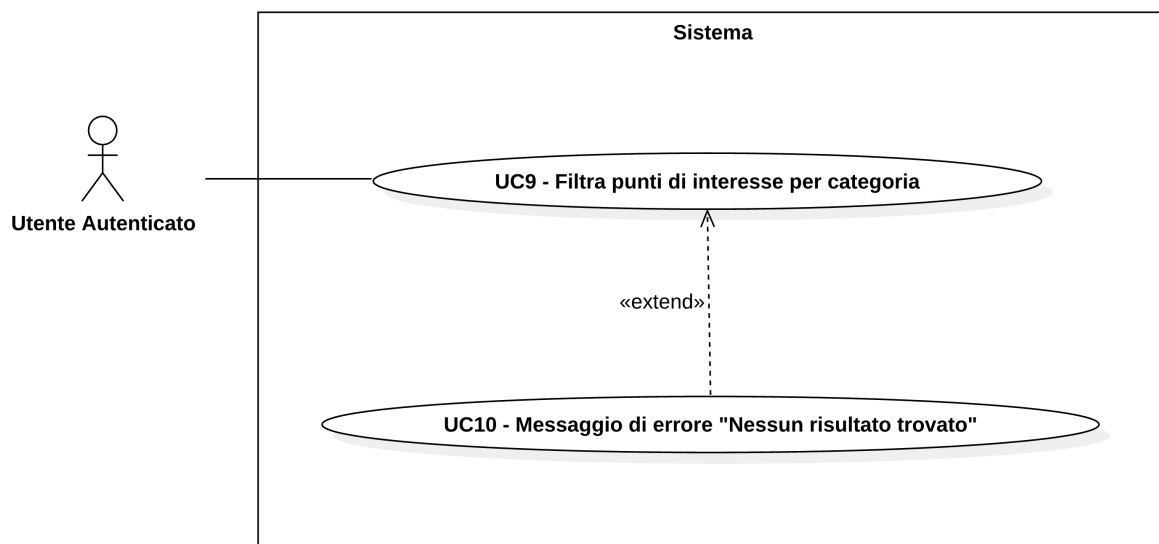 Sistema
UC9 - Filtra punti di interesse per categoria
Utente Autenticato
«extend»
UC10 - Messaggio di errore "Nessun risultato trovato"